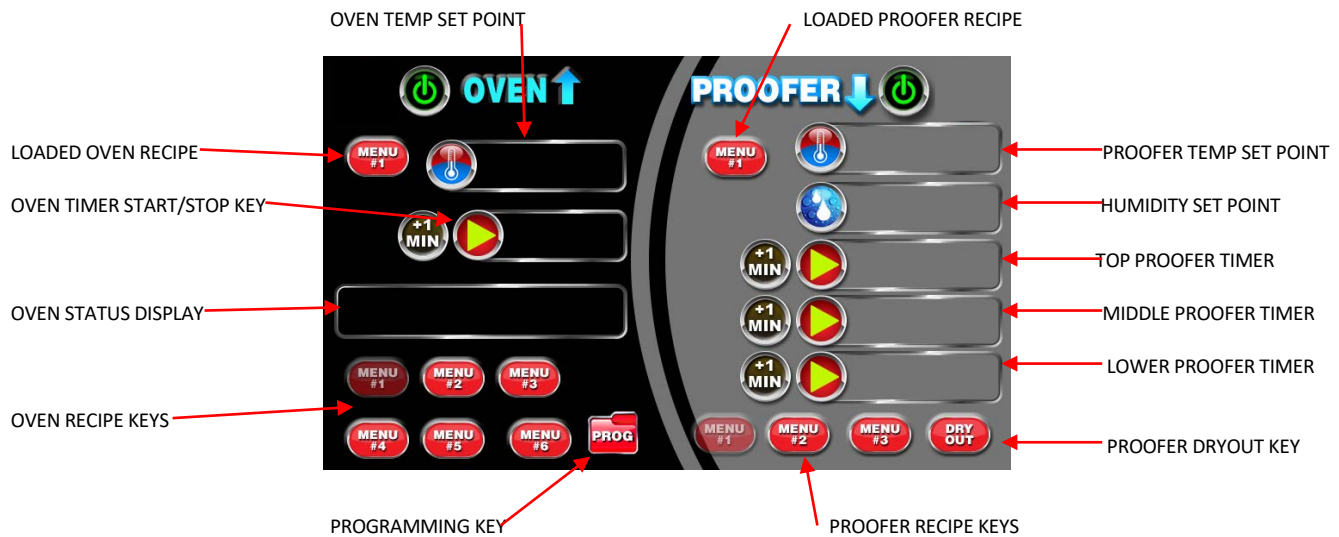 OVEN TEMP SET POINT
LOADED PROOFER RECIPE
OVEN
PROOFER
LOADED OVEN RECIPE
MENU
#1
MENU
#1
PROOFER TEMP SET POINT
OVEN TIMER START/STOP KEY
+1
MIN
HUMIDITY SET POINT
+1
MIN
TOP PROOFER TIMER
OVEN STATUS DISPLAY
+1
MIN
MIDDLE PROOFER TIMER
+1
MIN
LOWER PROOFER TIMER
MENU
#1
MENU
#2
MENU
#3
OVEN RECIPE KEYS
MENU
#4
MENU
#5
MENU
#6
PROG
MENU
#1
MENU
#2
MENU
#3
DRY
OUT
PROOFER DRYOUT KEY
PROGRAMMING KEY
PROOFER RECIPE KEYS